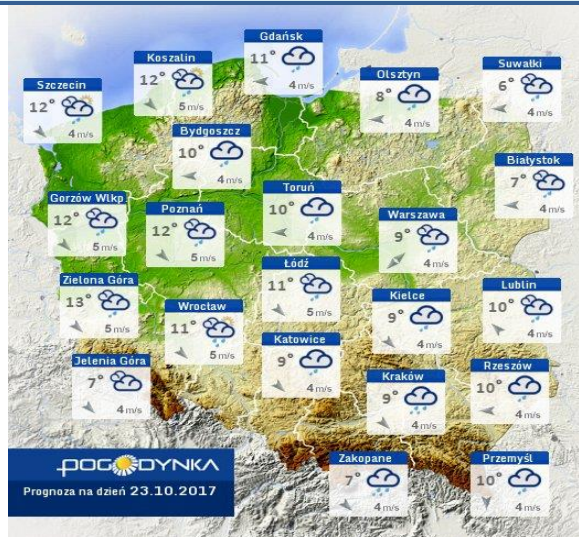 Gdańsk
11°
4 m/s
Koszalin
12°
5 m/s
Suwałki
6°
4 m/s
Olsztyn
8°
4 m/s
Szczecin
12°
4 m/s
Bydgoszcz
10°
4 m/s
Białystok
7°
4 m/s
Toruń
10°
4 m/s
Gorzów Wlkp
12°
5 m/s
Poznań
12°
5 m/s
Warszawa
9°
4 m/s
Łódź
11°
5 m/s
Zielona Góra
13°
5 m/s
Lublin
10°
4 m/s
Kielce
9°
4 m/s
Wrocław
11°
5 m/s
Katowice
9°
4 m/s
Jelenia Góra
7°
4 m/s
Rzeszów
10°
4 m/s
Kraków
9°
4 m/s
Zakopane
7°
4 m/s
Przemyśl
10°
4 m/s
POGODYNKA
Prognoza na dzień 23.10.2017